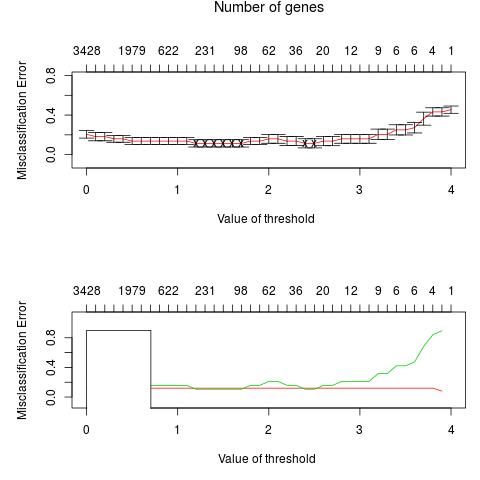 Number of genes
3428 1979 622 231 98 62 36 20 12 9 6 6 4 1
Misclassification Error
0.8
0.4
0.0
0 1 2 3 4
Value of threshold
3428 1979 622 231 98 62 36 20 12 9 6 6 4 1
Misclassification Error
0.8
0.4
0.0
0 1 2 3 4
Value of threshold